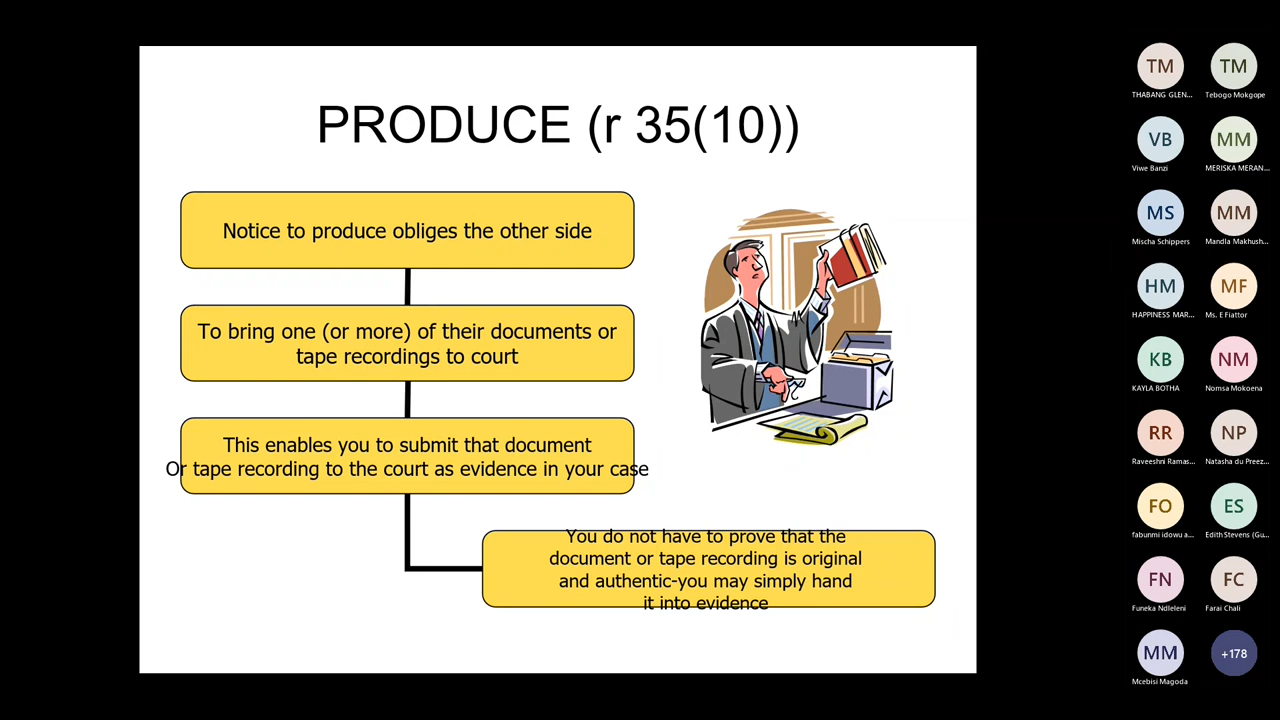 PRODUCE (r 35(10))
Notice to produce obliges the other side
To bring one (or more) of their documents or
tape recordings to court
This enables you to submit that document
Or tape recording to the court as evidence in your case
You do not have to prove that the
document or tape recording is original
and authentic-you may simply hand
it into evidence
TM
TM
THABANG GLEN...
Tebogo Mokgope
VB
MM
Viwe Banzi
MERISKA MERAN...
MS
MM
Mischa Schippers
Mandla Makhush...
HM
MF
HAPPINESS MAR...
Ms. E Fiattor
KB
NM
KAYLA BOTHA
Nomsa Mokoena
RR
NP
Raveeshni Ramas...
Natasha du Preez...
FO
ES
fabunmi idowu a...
Edith Stevens (Gu...
FN
FC
Funeka Ndleleni
Farai Chali
MM
+178
Mcebisi Magoda